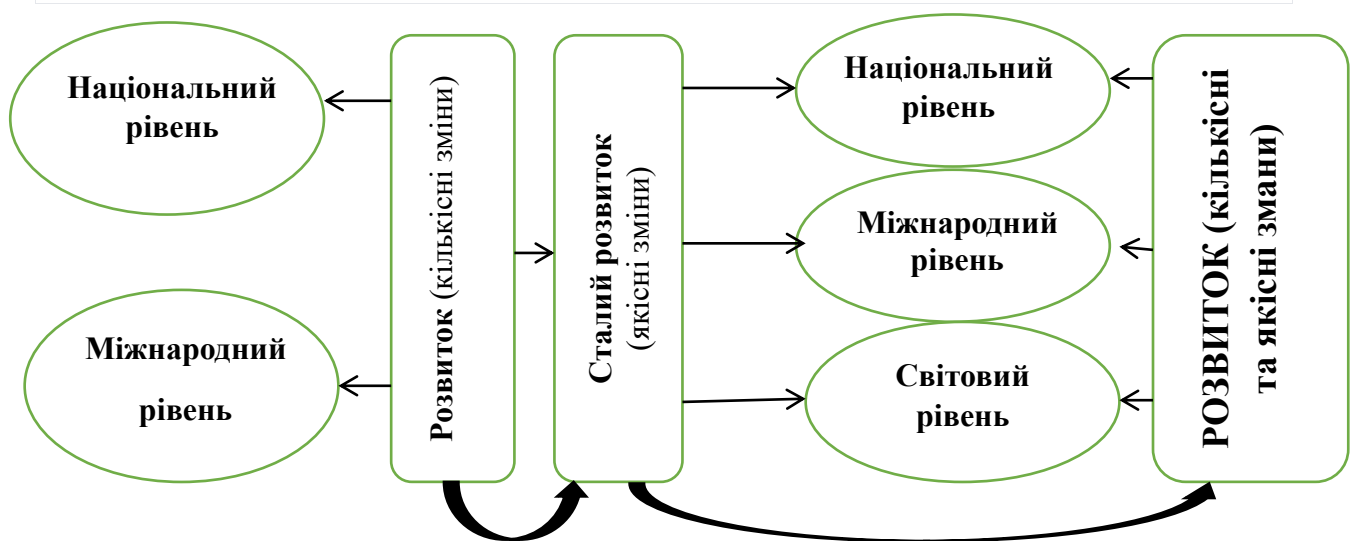 Національний
рівень
Міжнародний
рівень
Розвиток (кількісні зміни)
Сталий розвиток
(якісні зміни)
Національний
рівень
Міжнародний
рівень
Світовий
рівень
РОЗВИТОК (кількісні
та якісні змани)